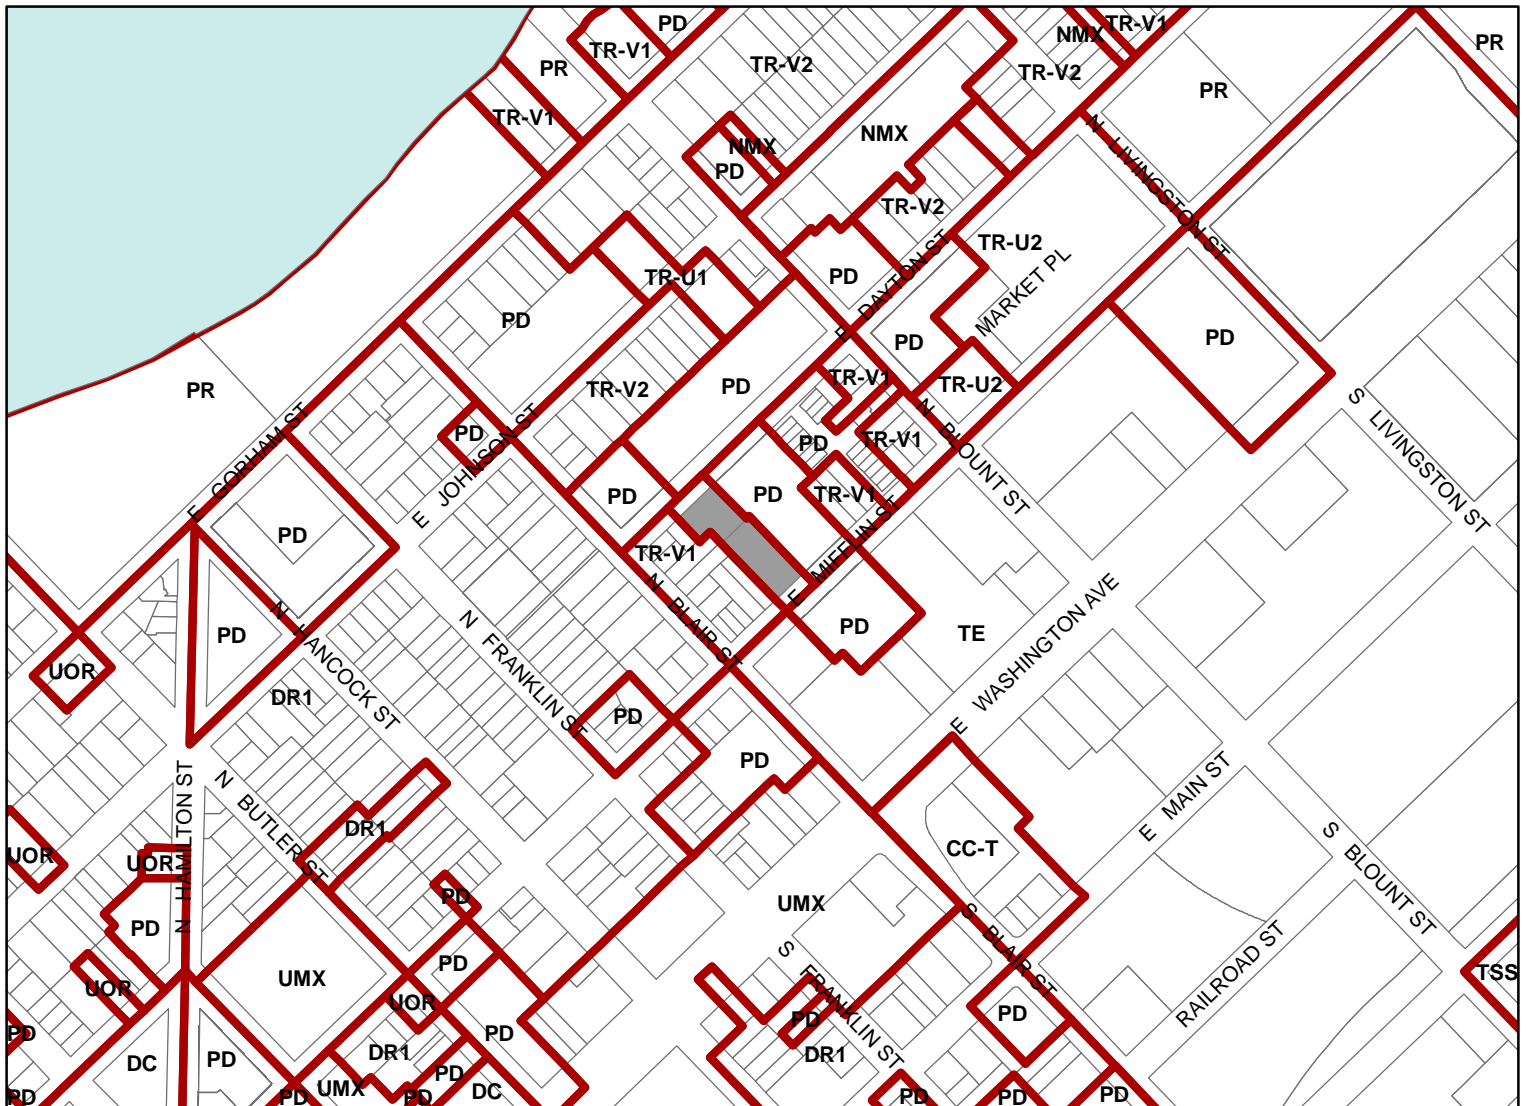 PD
TR-V1
TR-V1
NMX
PR
TR-V2
PR
TR-V2
PR
TR-V1
NMX
NMX
PD
N LIVINGSTON ST
TR-V2
TR-U2
E DAYTON ST
TR-U1
PD
MARKET PL
PD
PD
PD
TR-V1
TR-U2
PR
TR-V2
PD
S LIVINGSTON ST
E GORHAM ST
E JOHNSON ST
PD
PD
TR-V1
N BLOUNT ST
PD
PD
TR-V1
PD
TR-V1
E MIFFLIN ST
N BLAIR ST
PD
N HANCOCK ST
N FRANKLIN ST
PD
TE
E WASHINGTON AVE
UOR
DR1
PD
PD
N HAMILTON ST
N BUTLER ST
E MAIN ST
DR1
CC-T
S BLOUNT ST
UOR
UOR
PD
UMX
S BLAIR ST
PD
PD
UMX
UOR
UOR
S FRANKLIN ST
RAILROAD ST
TSS
PD
PD
PD
PD
DR1
DR1
DC
PD
PD
UMX
DC
PD
PD
PD
PD
PD
PD